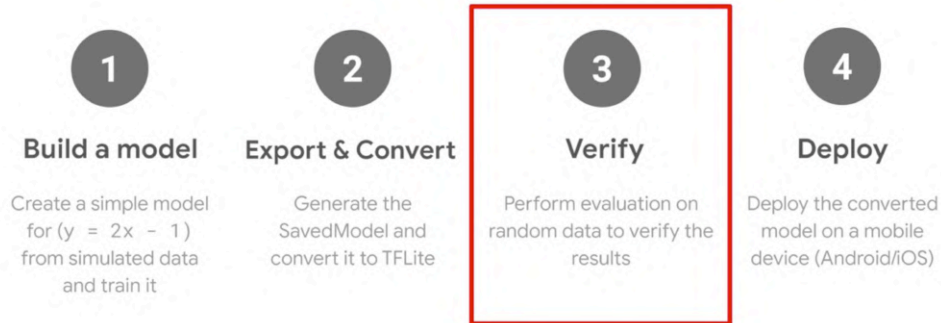 1
Build a model
Create a simple model
for (y = 2x - 1)
from simulated data
and train it
2
Export & Convert
Generate the
SavedModel and
convert it to TFLite
3
Verify
Perform evaluation on
random data to verify the
results
4
Deploy
Deploy the converted
model on a mobile
device (Android/iOS)